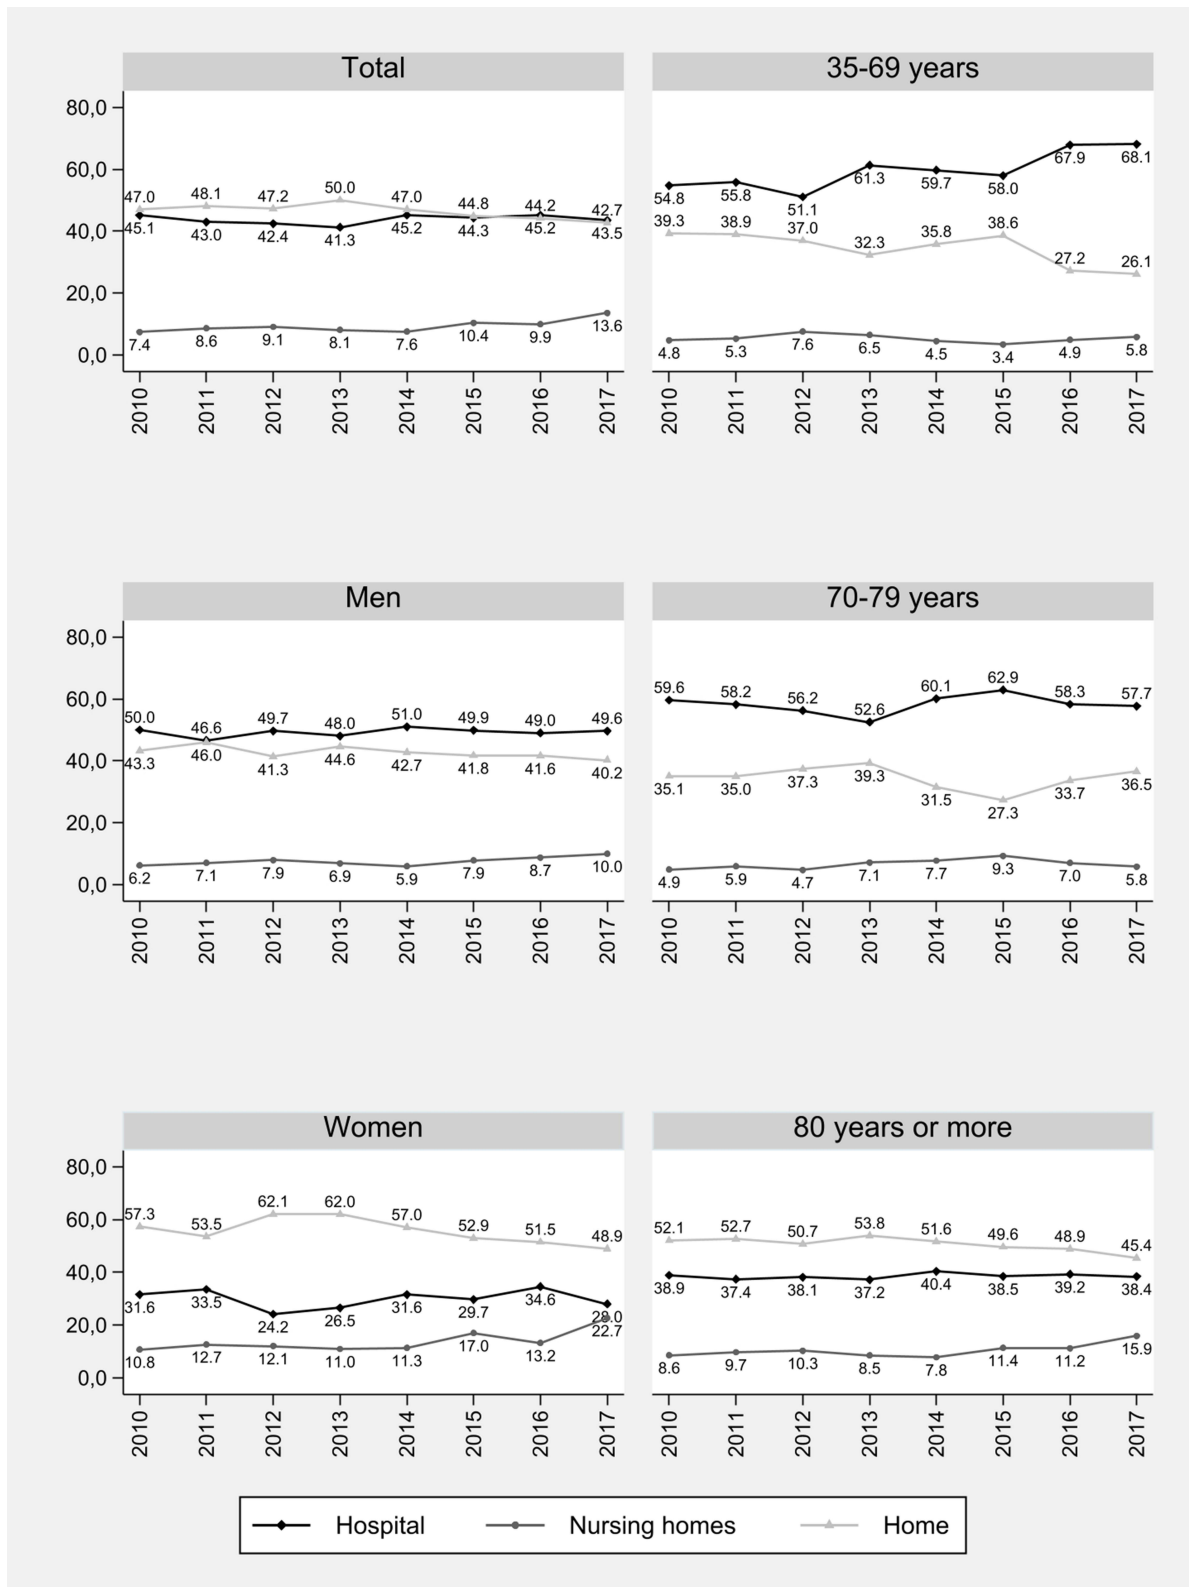 Total
80,0
60,0
40,0
20,0
0,0
47.0 48.1 47.2 50.0 47.0 44.8 44.2 42.7
45.1 43.0 42.4 41.3 45.2 44.3 45.2 43.5
7.4 8.6 9.1 8.1 7.6 10.4 9.9 13.6
2010 2011 2012 2013 2014 2015 2016 2017
35-69 years
54.8 55.8 51.1 61.3 59.7 58.0 67.9 68.1
39.3 38.9 37.0 32.3 35.8 38.6 27.2 26.1
4.8 5.3 7.6 6.5 4.5 3.4 4.9 5.8
2010 2011 2012 2013 2014 2015 2016 2017
Men
80,0
60,0
40,0
20,0
0,0
50.0 46.6 49.7 48.0 51.0 49.9 49.0 49.6
43.3 46.0 41.3 44.6 42.7 41.8 41.6 40.2
6.2 7.1 7.9 6.9 5.9 7.9 8.7 10.0
2010 2011 2012 2013 2014 2015 2016 2017
70-79 years
59.6 58.2 56.2 52.6 60.1 62.9 58.3 57.7
35.1 35.0 37.3 39.3 31.5 27.3 33.7 36.5
4.9 5.9 4.7 7.1 7.7 9.3 7.0 5.8
2010 2011 2012 2013 2014 2015 2016 2017
Women
80,0
60,0
40,0
20,0
0,0
57.3 53.5 62.1 62.0 57.0 52.9 51.5 48.9
31.6 33.5 24.2 26.5 31.6 29.7 34.6 28.0
10.8 12.7 12.1 11.0 11.3 17.0 13.2 22.7
2010 2011 2012 2013 2014 2015 2016 2017
80 years or more
52.1 52.7 50.7 53.8 51.6 49.6 48.9 45.4
38.9 37.4 38.1 37.2 40.4 38.5 39.2 38.4
8.6 9.7 10.3 8.5 7.8 11.4 11.2 15.9
2010 2011 2012 2013 2014 2015 2016 2017
Hospital Nursing homes Home